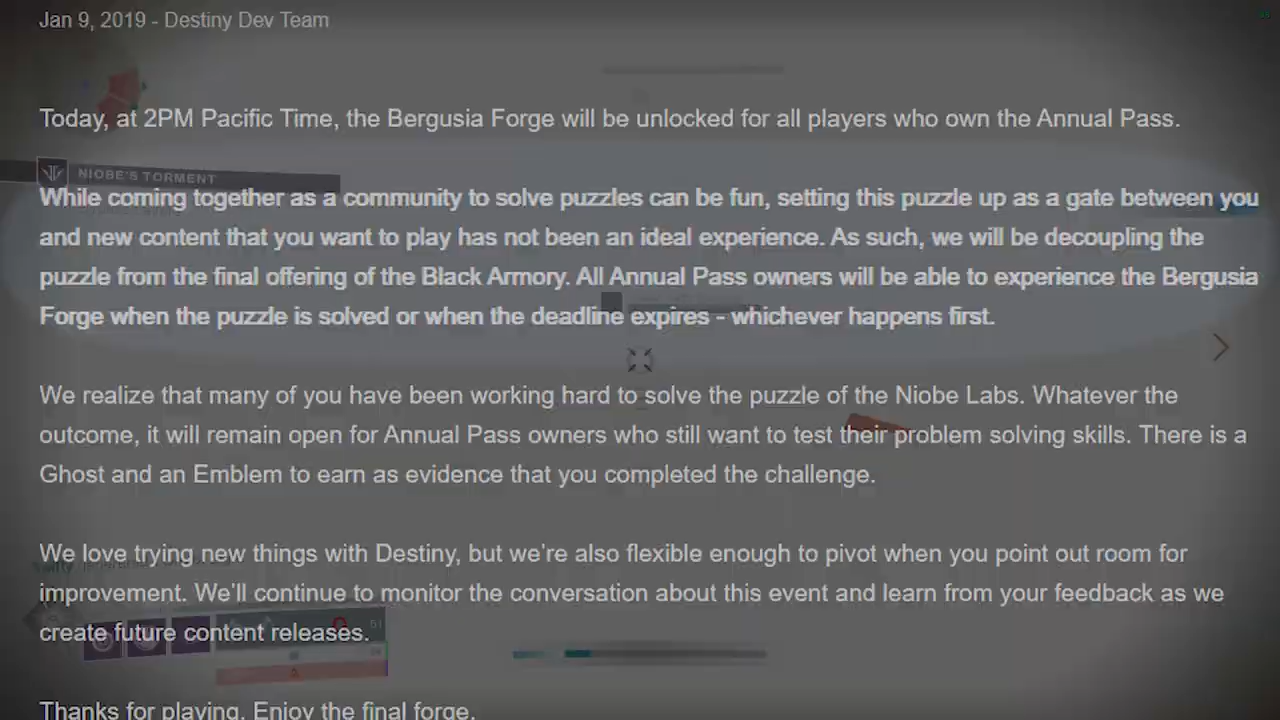 Jan 9, 2019 - Destiny Dev Team
Today, at 2PM Pacific Time, the Bergusia Forge will be unlocked for all players who own the Annual Pass.
NIOBE'S TORMENT
While coming together as a community to solve puzzles can be fun, setting this puzzle up as a gate between you
and new content that you want to play has not been an ideal experience. As such, we will be decoupling the
puzzle from the final offering of the Black Armory. All Annual Pass owners will be able to experience the Bergusia
Forge when the puzzle is solved or when the deadline expires - whichever happens first.
We realize that many of you have been working hard to solve the puzzle of the Niobe Labs. Whatever the
outcome, it will remain open for Annual Pass owners who still want to test their problem solving skills. There is a
Ghost and an Emblem to earn as evidence that you completed the challenge.
We love trying new things with Destiny, but we're also flexible enough to pivot when you point out room for
improvement. We'll continue to monitor the conversation about this event and learn from your feedback as we
create future content releases.
Thanks for playing. Enjoy the final forge.